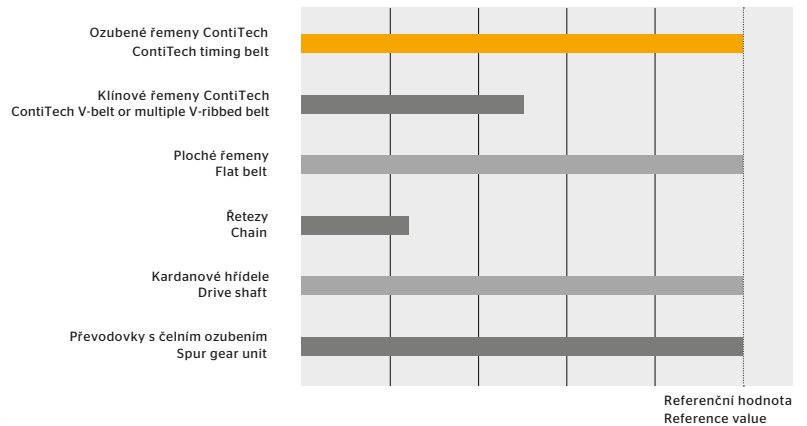 Ozubené řemeny ContiTech
ContiTech timing belt
Klínové řemeny ContiTech
ContiTech V-belt or multiple V-ribbed belt
Ploché řemeny
Flat belt
Řetezy
Chain
Kardanové hřídele
Drive shaft
Převodovky s čelním ozubením
Spur gear unit
Referenční hodnota
Reference value